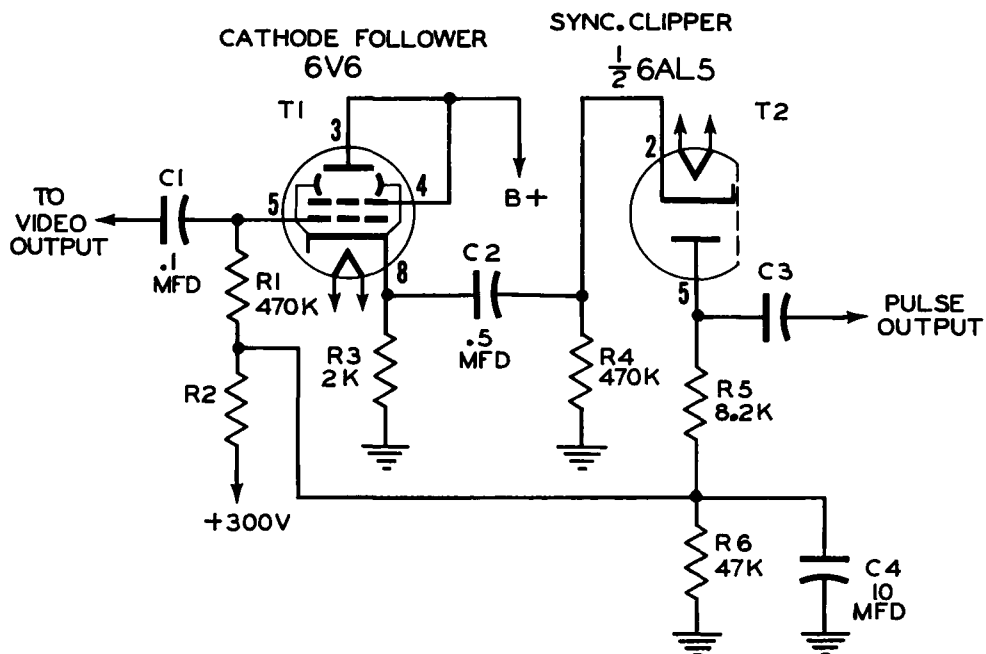 CATHODE FOLLOWER
6V6
SYNC. CLIPPER
1/2 6AL5
T1
T2
3
4
5
8
2
5
B+
TO
VIDEO
OUTPUT
C1
.1
MFD
R1
470K
R2
+300V
R3
2K
C2
.5
MFD
R4
470K
C3
PULSE
OUTPUT
R5
8.2K
R6
47K
C4
10
MFD